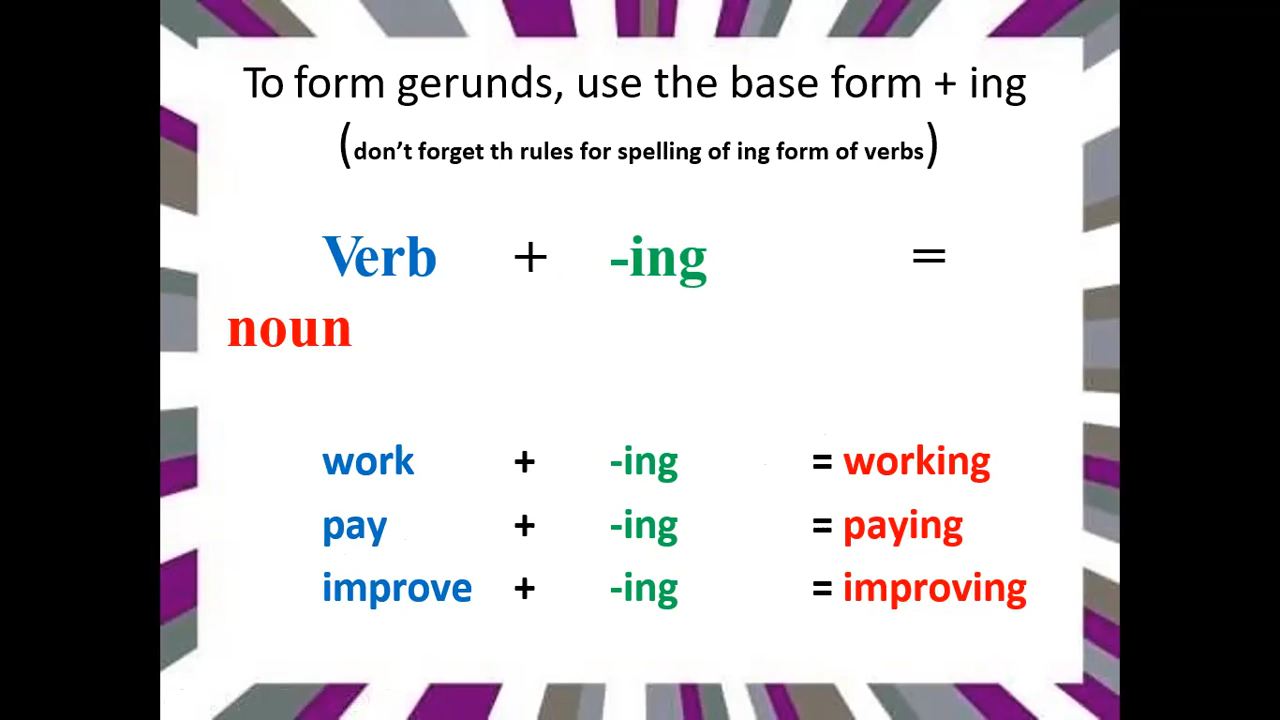 To form gerunds, use the base form + ing
(don't forget th rules for spelling of ing form of verbs)
Verb + -ing =
noun
work + -ing = working
pay + -ing = paying
improve + -ing = improving